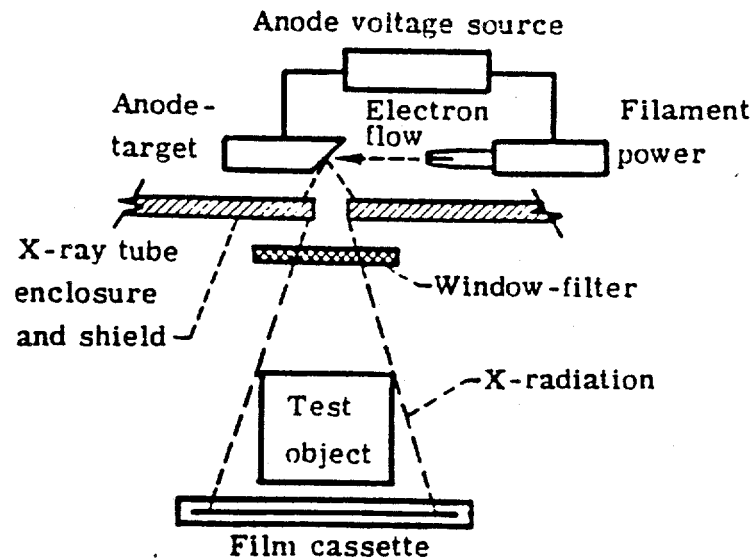 Anode voltage source
Anode-
target
Electron
flow
Filament
power
X-ray tube
enclosure
and shield
Window-filter
X-radiation
Test
object
Film cassette